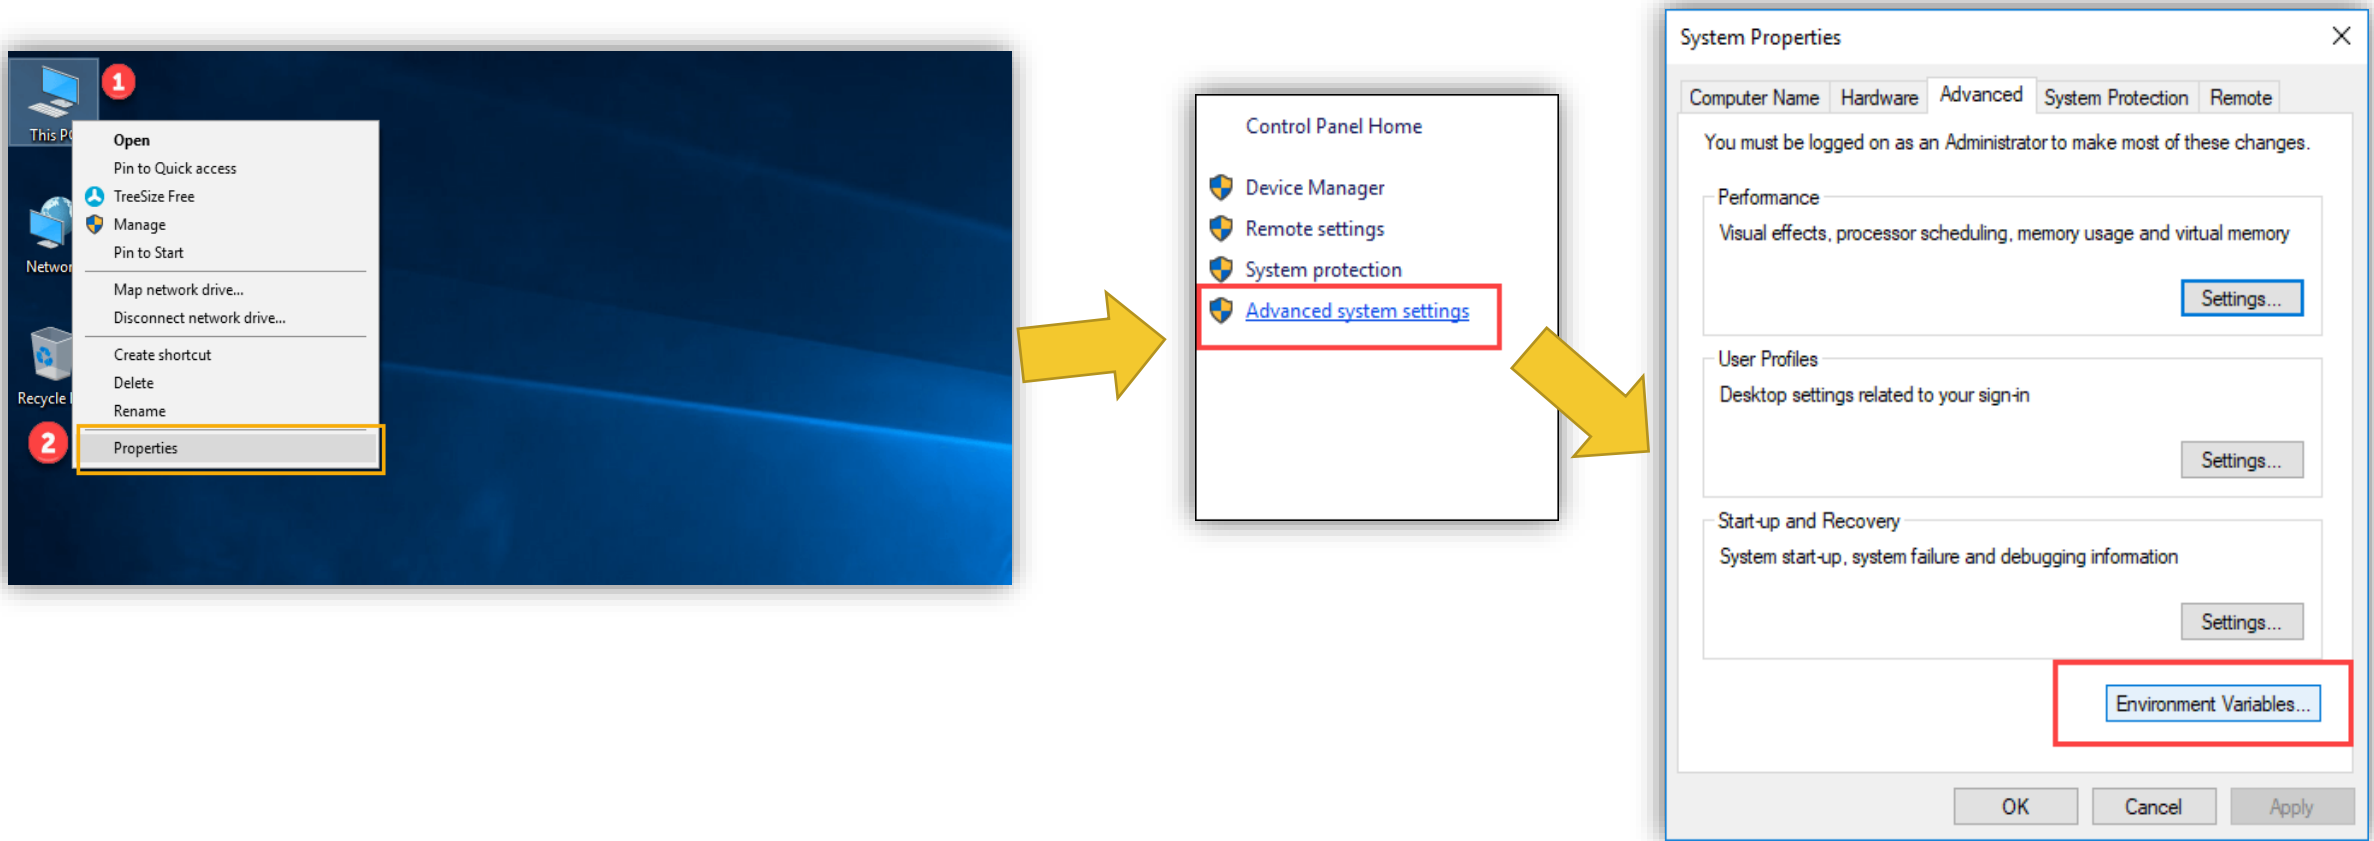 1
This PC
Open
Pin to Quick access
TreeSize Free
Manage
Pin to Start
Networ
Map network drive...
Disconnect network drive...
Create shortcut
Delete
Recycle
Rename
2
Properties
Control Panel Home
Device Manager
Remote settings
System protection
Advanced system settings
System Properties
Computer Name Hardware Advanced System Protection Remote
You must be logged on as an Administrator to make most of these changes.
Performance
Visual effects, processor scheduling, memory usage and virtual memory
Settings...
User Profiles
Desktop settings related to your sign-in
Settings...
Start-up and Recovery
System start-up, system failure and debugging information
Settings...
Environment Variables...
OK Cancel Apply